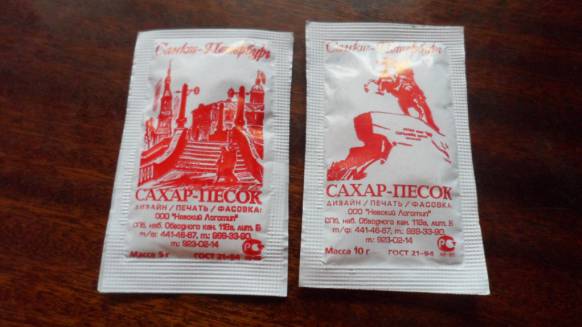 Санкт-Петербург
САХАР-ПЕСОК
ДИЗАЙН / ПЕЧАТЬ / ФАСОВКА:
ООО "Невский Логотип"
СПб, наб. Обводного кан. 118а, лит. Б
т/ф: 441-46-87, т.: 969-33-90,
т: 923-02-14
Масса 5 г ГОСТ 21-94
Санкт-Петербург
САХАР-ПЕСОК
ДИЗАЙН / ПЕЧАТЬ / ФАСОВКА:
ООО "Невский Логотип"
СПб, наб. Обводного кан. 118а, лит. Б
т/ф: 441-46-87, т.: 969-33-90,
т: 923-02-14
Масса 10 г ГОСТ 21-94